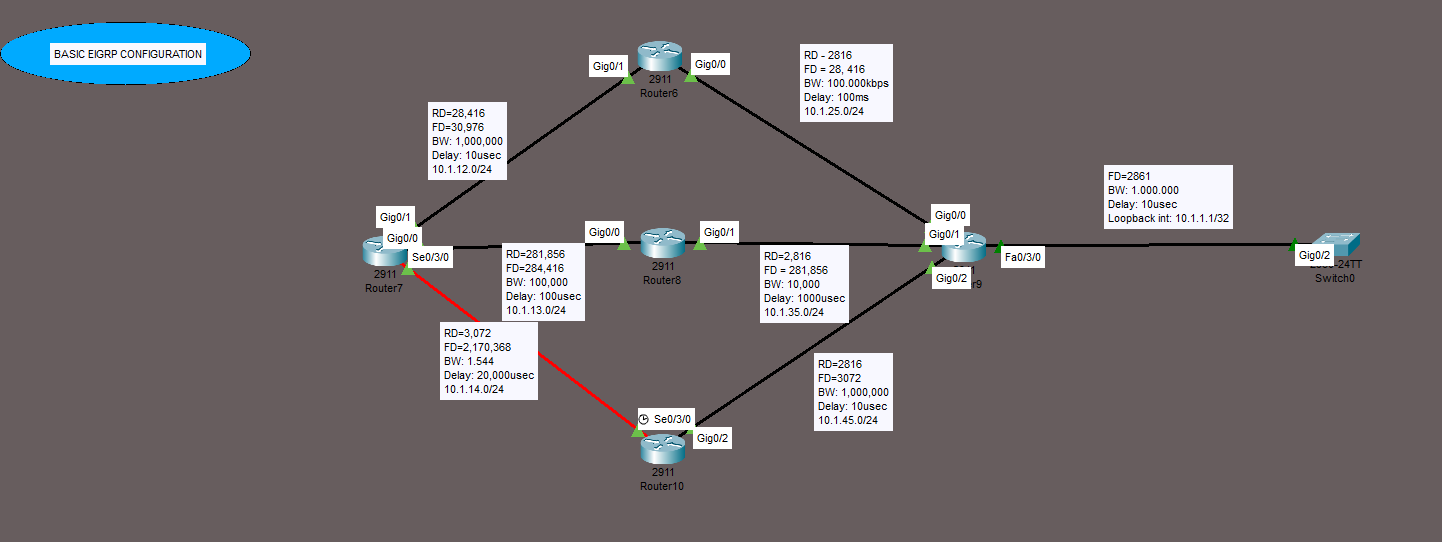 BASIC EIGRP CONFIGURATION
Gig0/1
Gig0/0
2911
Router6
RD - 2816
FD = 28, 416
BW: 100.000kbps
Delay: 100ms
10.1.25.0/24
RD=28,416
FD=30,976
BW: 1,000,000
Delay: 10usec
10.1.12.0/24
FD=2861
BW: 1.000.000
Delay: 10usec
Loopback int: 10.1.1.1/32
Gig0/1
Gig0/0
Se0/3/0
2911
Router7
Gig0/0
Gig0/1
2911
Router8
Gig0/0
Gig0/1
Gig0/2
Fa0/3/0
Gig0/2
Switch0
RD=281,856
FD=284,416
BW: 100,000
Delay: 100usec
10.1.13.0/24
RD=2,816
FD = 281,856
BW: 10,000
Delay: 1000usec
10.1.35.0/24
RD=3,072
FD=2,170,368
BW: 1.544
Delay: 20,000usec
10.1.14.0/24
RD=2816
FD=3072
BW: 1,000,000
Delay: 10usec
10.1.45.0/24
Se0/3/0
Gig0/2
2911
Router10